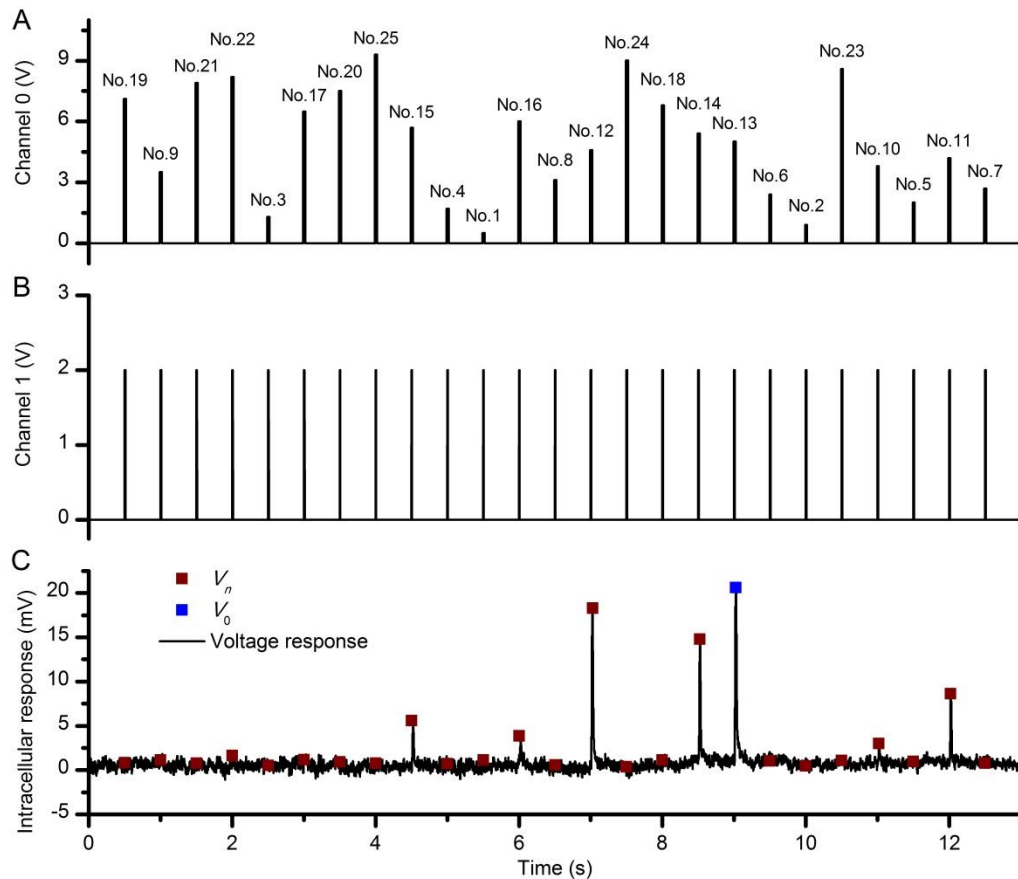 A
Channel 0 (V)
9
6
3
0
No.19
No.9
No.21
No.22
No.3
No.17
No.20
No.25
No.15
No.4
No.1
No.16
No.8
No.12
No.24
No.18
No.14
No.13
No.6
No.2
No.23
No.10
No.5
No.11
No.7
B
Channel 1 (V)
3
2
1
0
C
Intracellular response (mV)
20
15
10
5
0
-5
Vn
V0
Voltage response
0 2 4 6 8 10 12
Time (s)